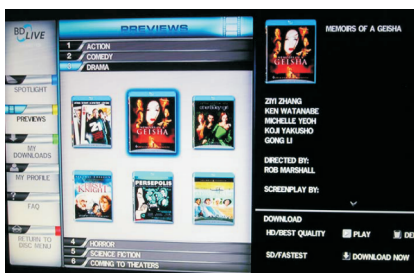 BD
LIVE
PREVIEWS
1 ACTION
2 COMEDY
DRAMA
GEISHA
PERSEPOLIS
4 HORROR
5 SCIENCE FICTION
6 COMING TO THEATERS
SPOTLIGHT
PREVIEWS
MY
DOWNLOADS
MY PROFILE
?
FAQ
RETURN TO
DISC MENU
MEMOIRS OF A GEISHA
GEISHA
ZIYI ZHANG
KEN WATANABE
MICHELLE YEOH
KOJI YAKUSHO
GONG LI
DIRECTED BY:
ROB MARSHALL
SCREENPLAY BY:
DOWNLOAD
HD/BEST QUALITY PLAY DE
SD/FASTEST DOWNLOAD NOW